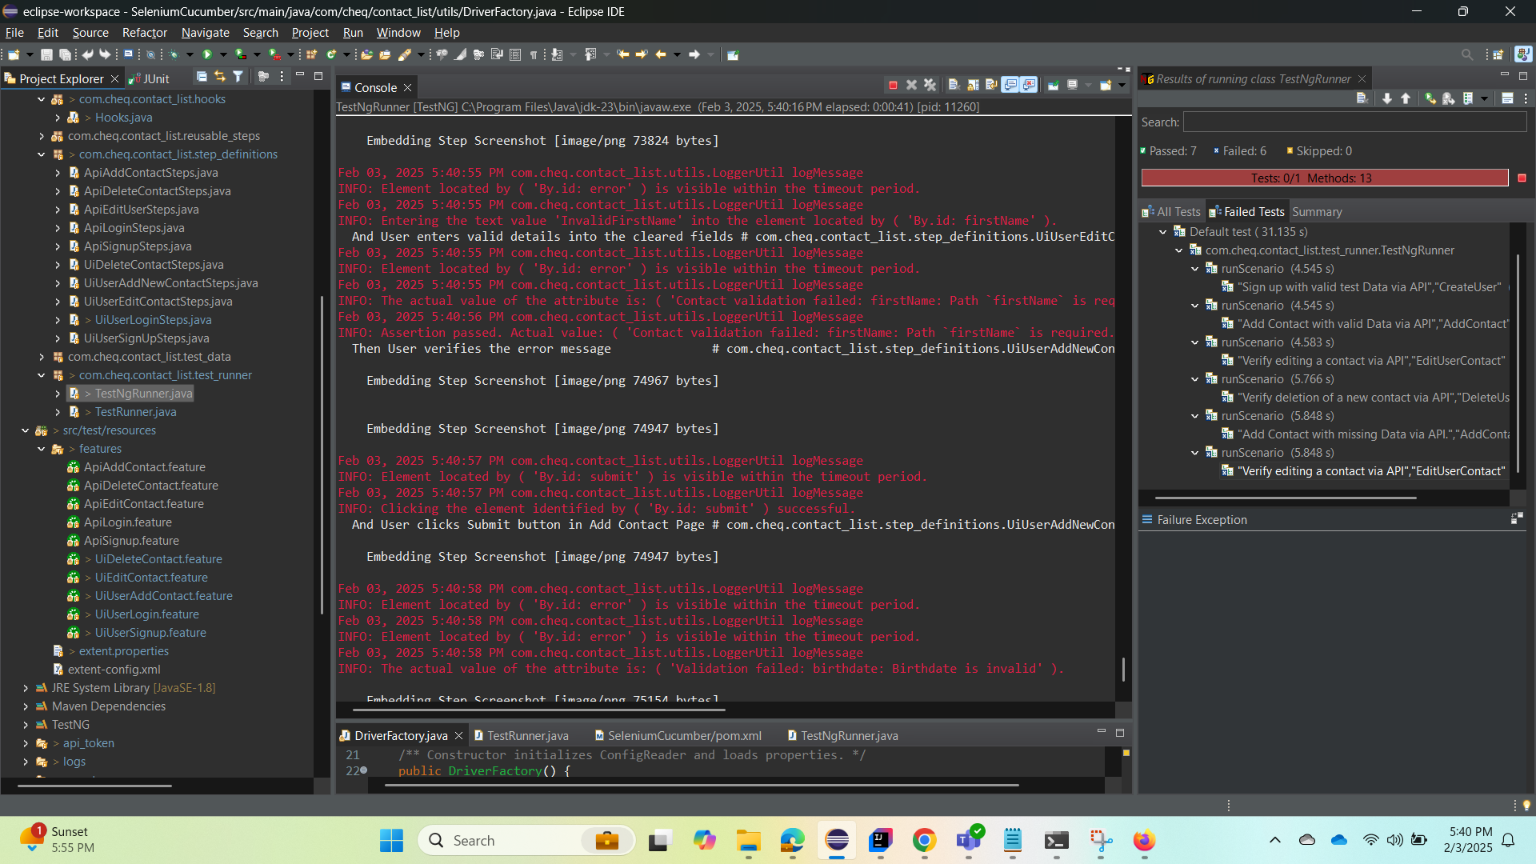 eclipse-workspace - SeleniumCucumber/src/main/java/com/cheq/contact_list/utils/DriverFactory.java - Eclipse IDE
File Edit Source Refactor Navigate Search Project Run Window Help
Project Explorer
JUnit
> com.cheq.contact_list.hooks
> Hooks.java
com.cheq.contact_list.reusable_steps
> com.cheq.contact_list.step_definitions
ApiAddContactSteps.java
ApiDeleteContactSteps.java
ApiEditUserSteps.java
ApiLoginSteps.java
ApiSignupSteps.java
UiDeleteContactSteps.java
UiUserAddNewContactSteps.java
UiUserEditContactSteps.java
> UiUserLoginSteps.java
UiUserSignUpSteps.java
com.cheq.contact_list.test_data
> com.cheq.contact_list.test_runner
> TestNgRunner.java
> TestRunner.java
> src/test/resources
> features
ApiAddContact.feature
ApiDeleteContact.feature
ApiEditContact.feature
ApiLogin.feature
ApiSignup.feature
> UiDeleteContact.feature
> UiEditContact.feature
> UiUserAddContact.feature
> UiUserLogin.feature
> UiUserSignup.feature
> extent.properties
extent-config.xml
JRE System Library [JavaSE-1.8]
Maven Dependencies
TestNG
> api_token
> logs
Console
TestNgRunner [TestNG] C:\Program Files\Java\jdk-23\bin\javaw.exe (Feb 3, 2025, 5:40:16 PM elapsed: 0:00:41) [pid: 11260]
Embedding Step Screenshot [image/png 73824 bytes]
Feb 03, 2025 5:40:55 PM com.cheq.contact_list.utils.LoggerUtil logMessage
INFO: Element located by ( 'By.id: error' ) is visible within the timeout period.
Feb 03, 2025 5:40:55 PM com.cheq.contact_list.utils.LoggerUtil logMessage
INFO: Entering the text value 'InvalidFirstName' into the element located by ( 'By.id: firstName' ).
And User enters valid details into the cleared fields # com.cheq.contact_list.step_definitions.UiUserEditC
Feb 03, 2025 5:40:55 PM com.cheq.contact_list.utils.LoggerUtil logMessage
INFO: Element located by ( 'By.id: error' ) is visible within the timeout period.
Feb 03, 2025 5:40:55 PM com.cheq.contact_list.utils.LoggerUtil logMessage
INFO: The actual value of the attribute is: ( 'Contact validation failed: firstName: Path `firstName` is req
Feb 03, 2025 5:40:56 PM com.cheq.contact_list.utils.LoggerUtil logMessage
INFO: Assertion passed. Actual value: ( 'Contact validation failed: firstName: Path `firstName` is required.
Then User verifies the error message # com.cheq.contact_list.step_definitions.UiUserAddNewCon
Embedding Step Screenshot [image/png 74967 bytes]
Embedding Step Screenshot [image/png 74947 bytes]
Feb 03, 2025 5:40:57 PM com.cheq.contact_list.utils.LoggerUtil logMessage
INFO: Element located by ( 'By.id: submit' ) is visible within the timeout period.
Feb 03, 2025 5:40:57 PM com.cheq.contact_list.utils.LoggerUtil logMessage
INFO: Clicking the element identified by ( 'By.id: submit' ) successful.
And User clicks Submit button in Add Contact Page # com.cheq.contact_list.step_definitions.UiUserAddNewCon
Embedding Step Screenshot [image/png 74947 bytes]
Feb 03, 2025 5:40:58 PM com.cheq.contact_list.utils.LoggerUtil logMessage
INFO: Element located by ( 'By.id: error' ) is visible within the timeout period.
Feb 03, 2025 5:40:58 PM com.cheq.contact_list.utils.LoggerUtil logMessage
INFO: Element located by ( 'By.id: error' ) is visible within the timeout period.
Feb 03, 2025 5:40:58 PM com.cheq.contact_list.utils.LoggerUtil logMessage
INFO: The actual value of the attribute is: ( 'Validation failed: birthdate: Birthdate is invalid' ).
Embedding Step Screenshot [image/png 75154 bytes]
DriverFactory.java
TestRunner.java
SeleniumCucumber/pom.xml
TestNgRunner.java
21 /** Constructor initializes ConfigReader and loads properties. */
22 public DriverFactory() {
Results of running class TestNgRunner
Search:
Passed: 7 Failed: 6 Skipped: 0
Tests: 0/1 Methods: 13
All Tests Failed Tests Summary
Default test ( 31.135 s)
com.cheq.contact_list.test_runner.TestNgRunner
runScenario (4.545 s)
"Sign up with valid test Data via API","CreateUser" (
runScenario (4.545 s)
"Add Contact with valid Data via API","AddContact"
runScenario (4.583 s)
"Verify editing a contact via API","EditUserContact"
runScenario (5.766 s)
"Verify deletion of a new contact via API","DeleteUs
runScenario (5.848 s)
"Add Contact with missing Data via API.","AddConta
runScenario (5.848 s)
"Verify editing a contact via API","EditUserContact"
Failure Exception
1
Sunset
5:55 PM
Search
5:40 PM
2/3/2025